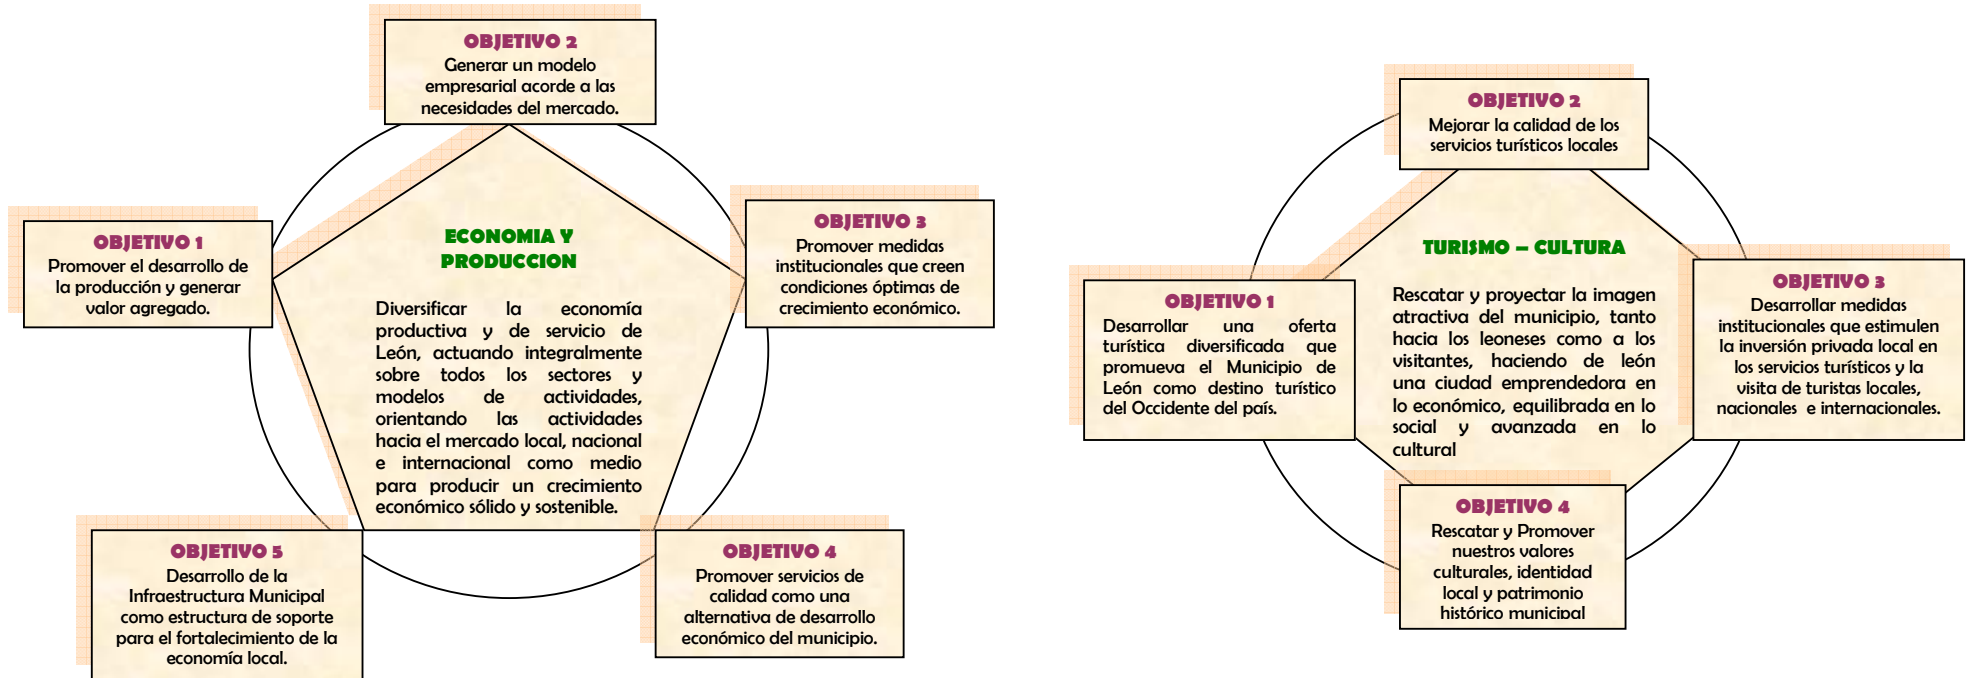 OBJETIVO 2
Generar un modelo
empresarial acorde a las
necesidades del mercado.
OBJETIVO 1
Promover el desarrollo de
la producción y generar
valor agregado.
OBJETIVO 3
Promover medidas
institucionales que creen
condiciones óptimas de
crecimiento económico.
ECONOMIA Y
PRODUCCION
Diversificar la economía
productiva y de servicio de
León, actuando integralmente
sobre todos los sectores y
modelos de actividades,
orientando las actividades
hacia el mercado local, nacional
e internacional como medio
para producir un crecimiento
económico sólido y sostenible.
OBJETIVO 5
Desarrollo de la
Infraestructura Municipal
como estructura de soporte
para el fortalecimiento de la
economía local.
OBJETIVO 4
Promover servicios de
calidad como una
alternativa de desarrollo
económico del municipio.
OBJETIVO 2
Mejorar la calidad de los
servicios turísticos locales
OBJETIVO 1
Desarrollar una oferta
turística diversificada que
promueva el Municipio de
León como destino turístico
del Occidente del país.
TURISMO – CULTURA
Rescatar y proyectar la imagen
atractiva del municipio, tanto
hacia los leoneses como a los
visitantes, haciendo de león
una ciudad emprendedora en
lo económico, equilibrada en lo
social y avanzada en lo
cultural
OBJETIVO 3
Desarrollar medidas
institucionales que estimulen
la inversión privada local en
los servicios turísticos y la
visita de turistas locales,
nacionales e internacionales.
OBJETIVO 4
Rescatar y Promover
nuestros valores
culturales, identidad
local y patrimonio
histórico municipal